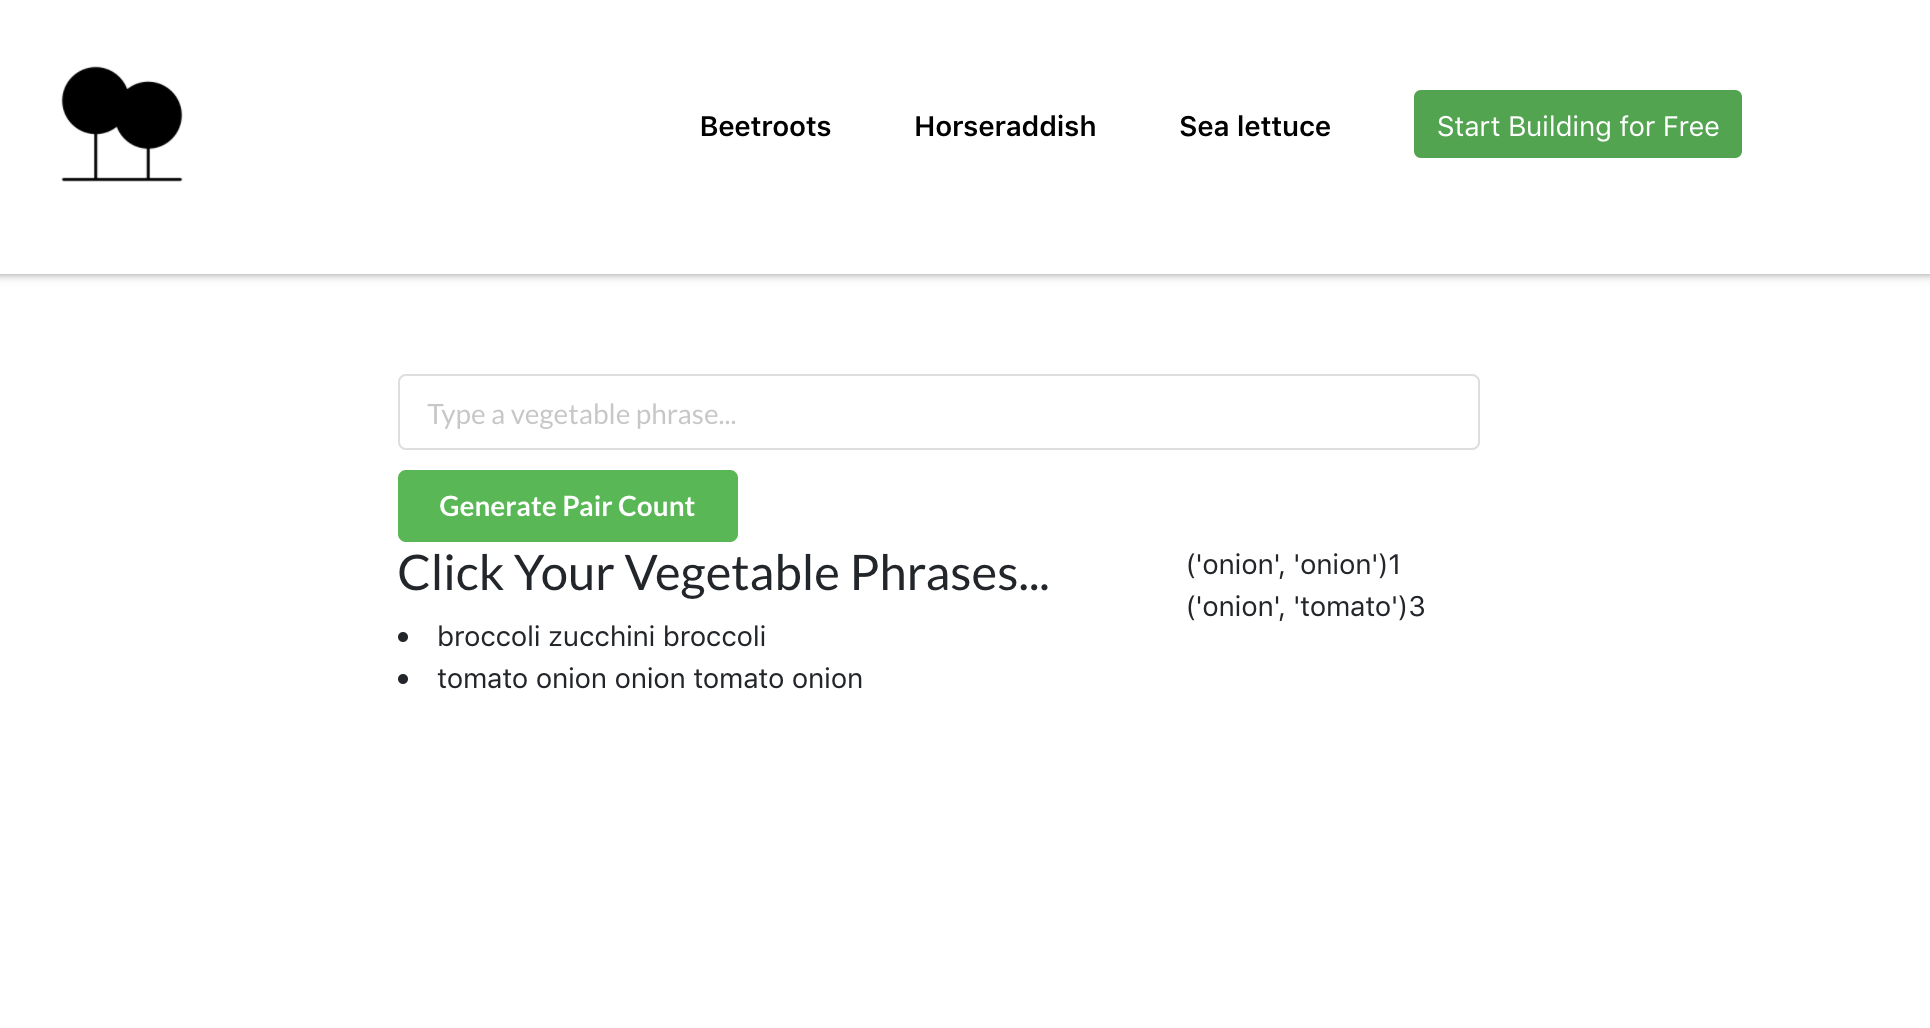 Beetroots Horseraddish Sea lettuce Start Building for Free
Type a vegetable phrase...
Generate Pair Count
Click Your Vegetable Phrases...
• broccoli zucchini broccoli
• tomato onion onion tomato onion
('onion', 'onion')1
('onion', 'tomato')3